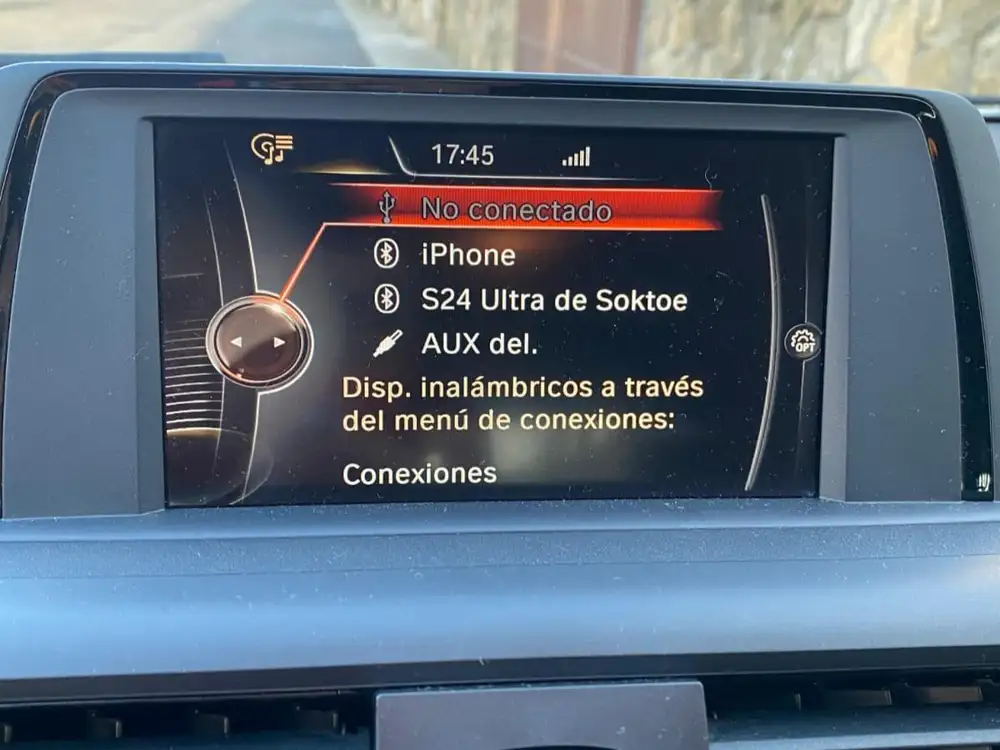 17:45
No conectado
iPhone
S24 Ultra de Soktoe
AUX del.
OPT
Disp. inalámbricos a través
del menú de conexiones:
Conexiones